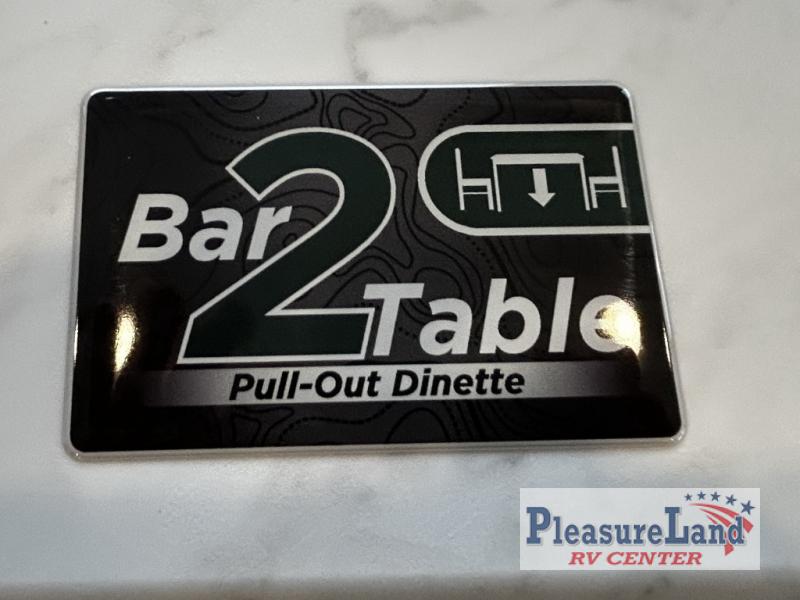 Bar 2 Table
Pull-Out Dinette
PleasureLand
RV CENTER